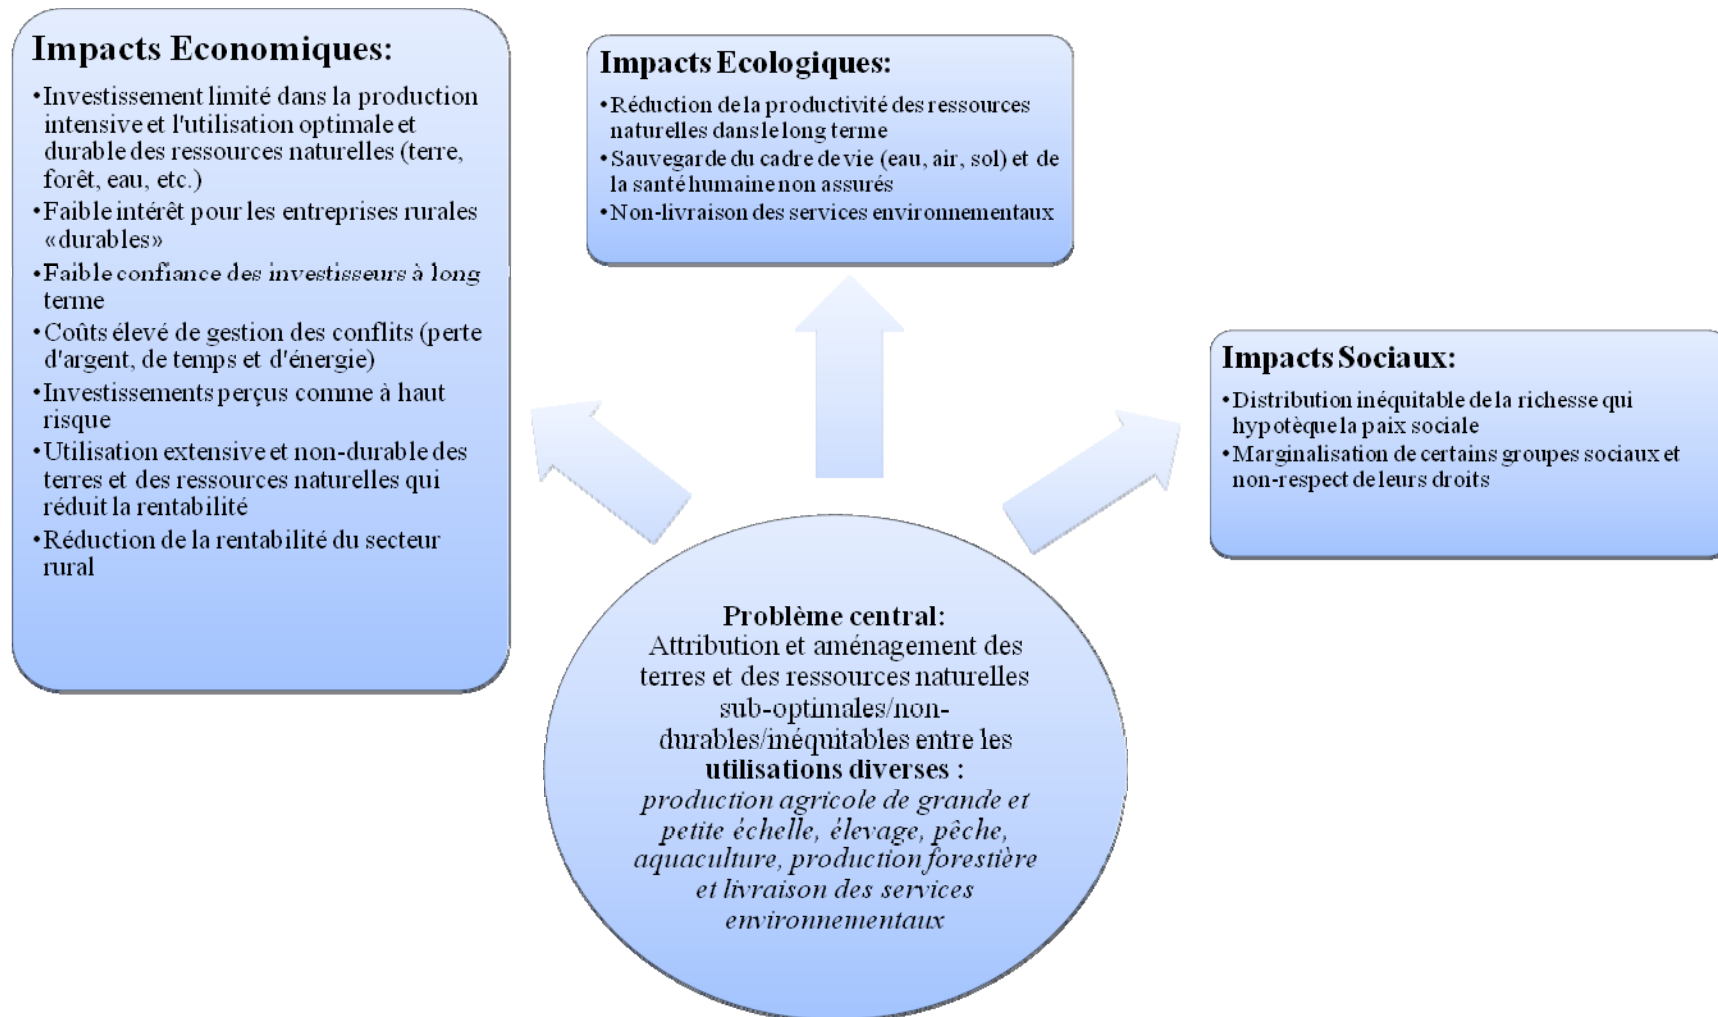 Impacts Economiques:
•Investissement limité dans la production
intensive et l'utilisation optimale et
durable des ressources naturelles (terre,
forêt, eau, etc.)
•Faible intérêt pour les entreprises rurales
«durables»
•Faible confiance des investisseurs à long
terme
•Coûts élevé de gestion des conflits (perte
d'argent, de temps et d'énergie)
•Investissements perçus comme à haut
risque
•Utilisation extensive et non-durable des
terres et des ressources naturelles qui
réduit la rentabilité
•Réduction de la rentabilité du secteur
rural
Impacts Ecologiques:
•Réduction de la productivité des ressources
naturelles dans le long terme
•Sauvegarde du cadre de vie (eau, air, sol) et de
la santé humaine non assurés
•Non-livraison des services environnementaux
Impacts Sociaux:
•Distribution inéquitable de la richesse qui
hypotèque la paix sociale
•Marginalisation de certains groupes sociaux et
non-respect de leurs droits
Problème central:
Attribution et aménagement des
terres et des ressources naturelles
sub-optimales/non-
durables/inéquitables entre les
utilisations diverses :
production agricole de grande et
petite échelle, élevage, pêche,
aquaculture, production forestière
et livraison des services
environnementaux